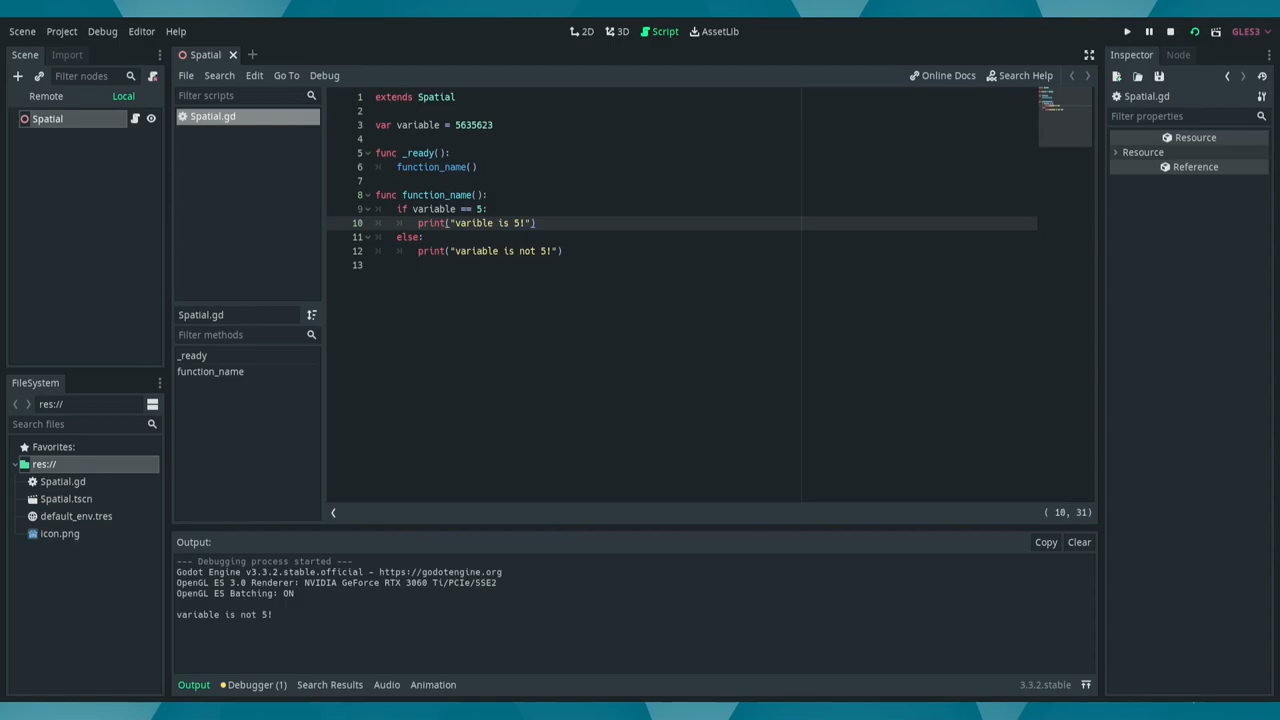 Scene Project Debug Editor Help
2D 3D Script AssetLib
GLES3
Scene Import
Filter nodes
Remote Local
Spatial
FileSystem
res://
Search files
Favorites:
res://
Spatial.gd
Spatial.tscn
default_env.tres
icon.png
Spatial
File Search Edit Go To Debug
Online Docs Search Help
Filter scripts
Spatial.gd
Spatial.gd
Filter methods
_ready
function_name
1 extends Spatial
2
3 var variable = 5635623
4
5 func _ready():
6 function_name()
7
8 func function_name():
9 if variable == 5:
10 print("varible is 5!")
11 else:
12 print("variable is not 5!")
13
( 10, 31)
Output:
Copy Clear
--- Debugging process started ---
Godot Engine v3.3.2.stable.official - https://godotengine.org
OpenGL ES 3.0 Renderer: NVIDIA GeForce RTX 3060 Ti/PCIe/SSE2
OpenGL ES Batching: ON
variable is not 5!
Output Debugger (1) Search Results Audio Animation
3.3.2.stable
Inspector Node
Spatial.gd
Filter properties
Resource
Resource
Reference